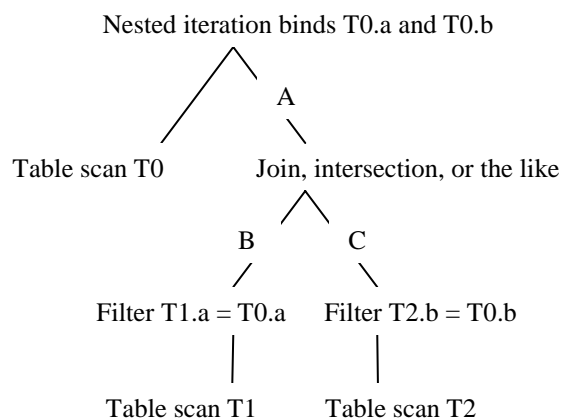 Nested iteration binds T0.a and T0.b
A
Table scan T0 Join, intersection, or the like
B C
Filter T1.a = T0.a Filter T2.b = T0.b
Table scan T1 Table scan T2